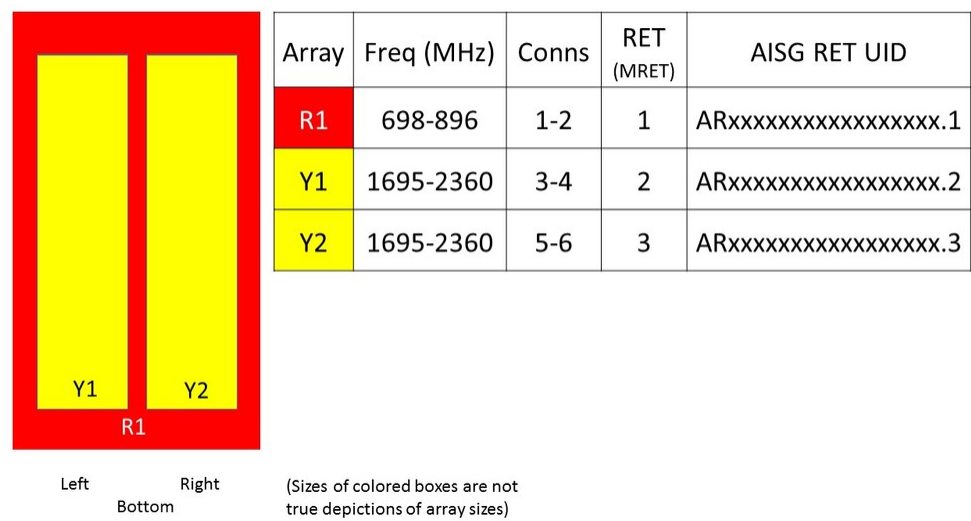 Array Freq (MHz) Conns RET (MRET) AISG RET UID
R1 698-896 1-2 1 ARxxxxxxxxxxxxxxxxx.1
Y1 1695-2360 3-4 2 ARxxxxxxxxxxxxxxxxx.2
Y2 1695-2360 5-6 3 ARxxxxxxxxxxxxxxxxx.3
Y1 Y2
R1
Left Right
Bottom
(Sizes of colored boxes are not
true depictions of array sizes)